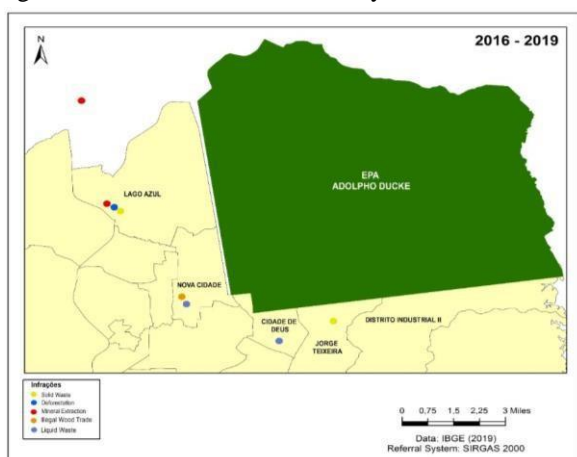 2016 - 2019
N
LAGO AZUL
EPA
ADOLPHO DUCKE
NOVA CIDADE
CIDADE DE
DEUS
JORGE
TEIXEIRA
DISTRITO INDUSTRIAL II
Infrações
Solid Waste
Deforestation
Mineral Extraction
Illegal Wood Trade
Liquid Waste
0 0,75 1,5 2,25 3 Miles
Data: IBGE (2019)
Referral System: SIRGAS 2000